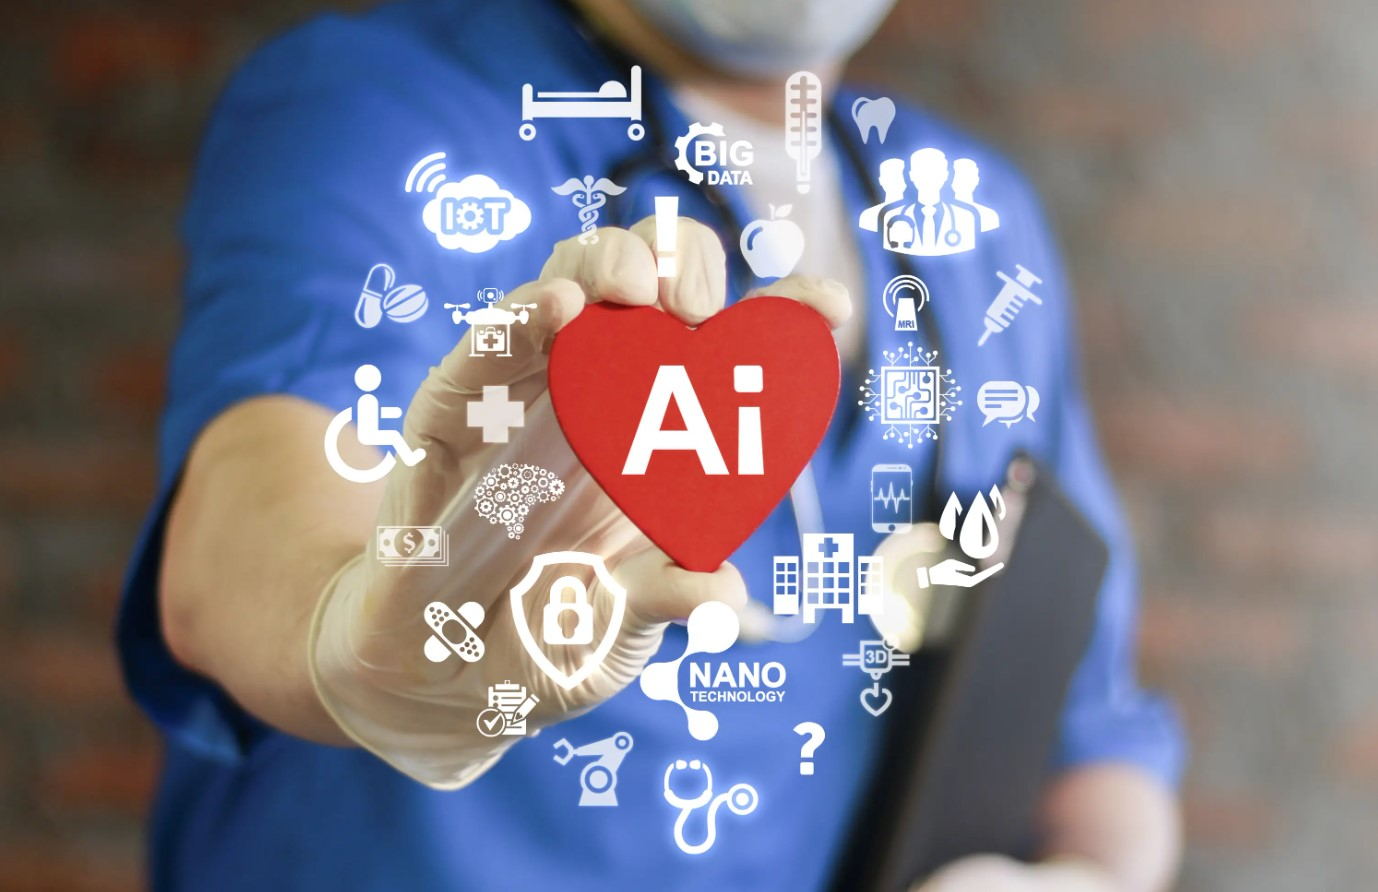 BIG
DATA
IOT
!
MRI
Ai
$
3D
NANO
TECHNOLOGY
?